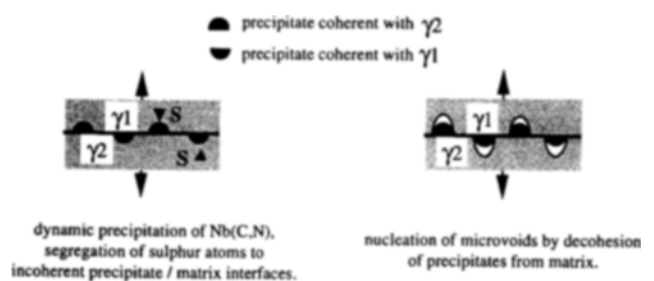 precipitate coherent with γ2
precipitate coherent with γ1
γ1
S
γ2
S
γ1
γ2
dynamic precipitation of Nb(C,N),
segregation of sulphur atoms to
incoherent precipitate / matrix interfaces.
nucleation of microvoids by decohesion
of precipitates from matrix.